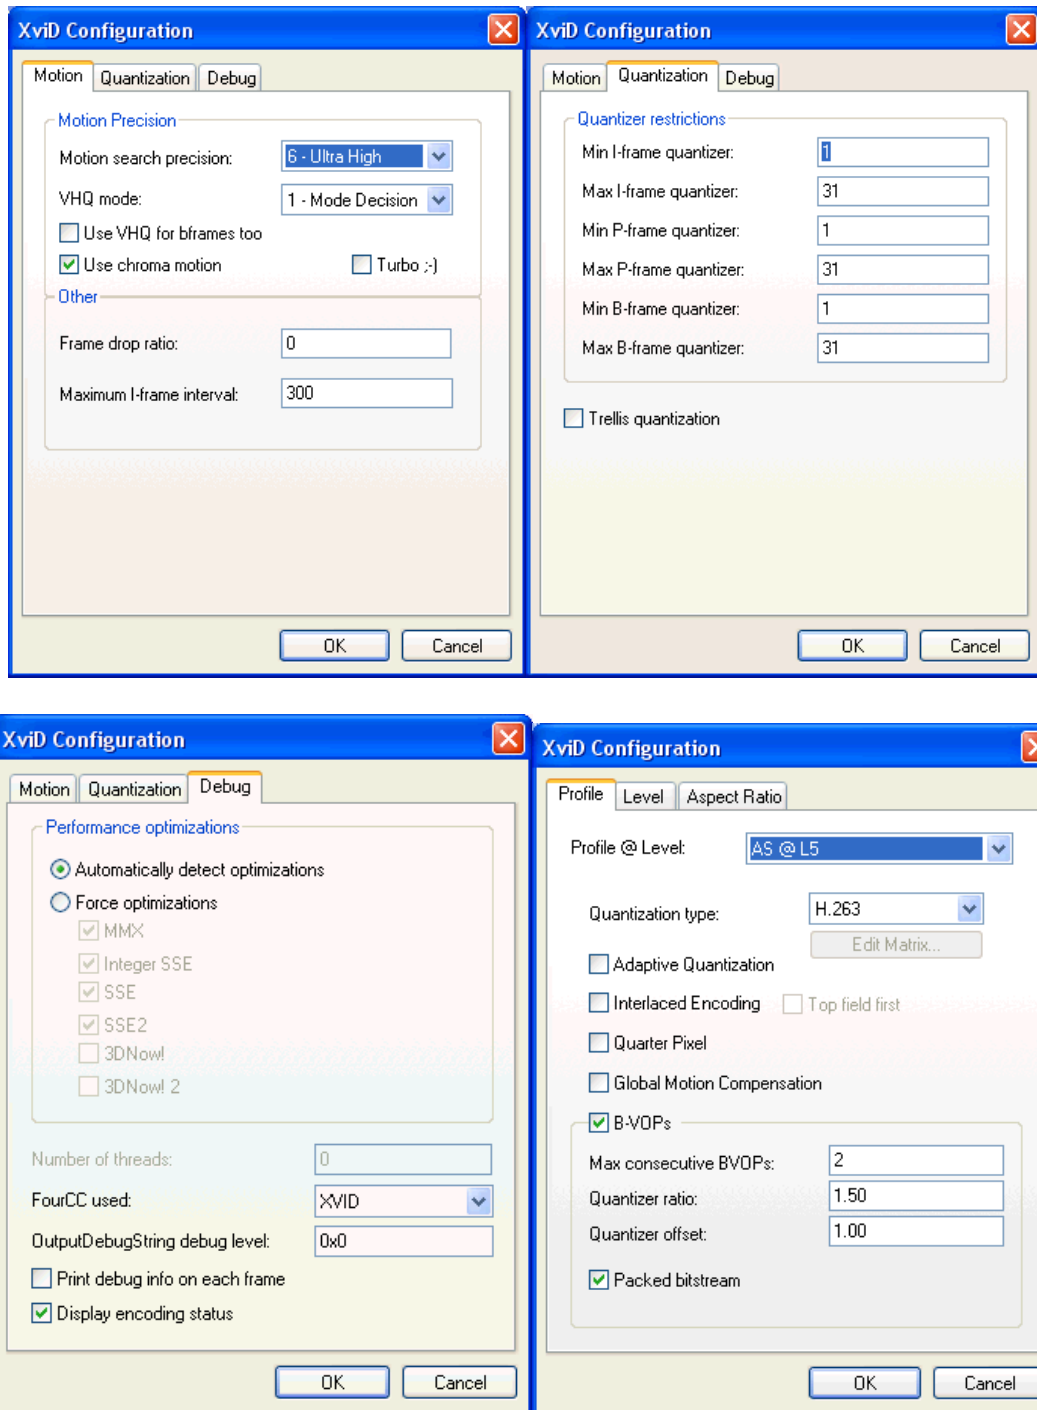 XviD Configuration
Motion Quantization Debug
Motion Precision
Motion search precision: 6 - Ultra High
VHQ mode: 1 - Mode Decision
Use VHQ for bframes too
Use chroma motion Turbo ;-)
Other
Frame drop ratio: 0
Maximum I-frame interval: 300
OK Cancel
XviD Configuration
Motion Quantization Debug
Quantizer restrictions
Min I-frame quantizer: 1
Max I-frame quantizer: 31
Min P-frame quantizer: 1
Max P-frame quantizer: 31
Min B-frame quantizer: 1
Max B-frame quantizer: 31
Trellis quantization
OK Cancel
XviD Configuration
Motion Quantization Debug
Performance optimizations
Automatically detect optimizations
Force optimizations
MMX
Integer SSE
SSE
SSE2
3DNow!
3DNow! 2
Number of threads: 0
FourCC used: XVID
OutputDebugString debug level: 0x0
Print debug info on each frame
Display encoding status
OK Cancel
XviD Configuration
Profile Level Aspect Ratio
Profile @ Level: AS @ L5
Quantization type: H.263
Edit Matrix...
Adaptive Quantization
Interlaced Encoding Top field first
Quarter Pixel
Global Motion Compensation
B-VOPs
Max consecutive BVOPs: 2
Quantizer ratio: 1.50
Quantizer offset: 1.00
Packed bitstream
OK Cancel